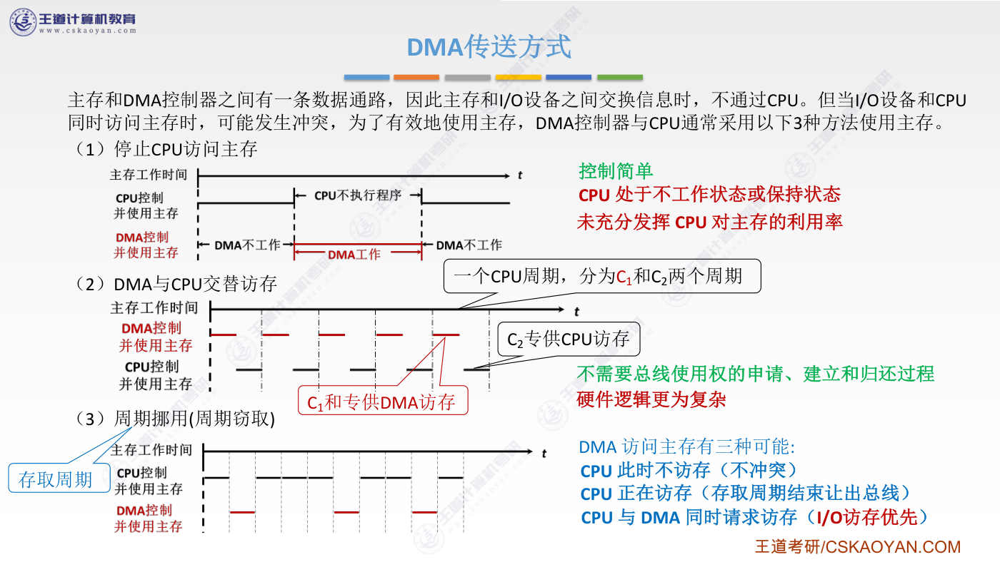 王道计算机教育
www.cskaoyan.com
DMA传送方式
主存和DMA控制器之间有一条数据通路，因此主存和I/O设备之间交换信息时，不通过CPU。但当I/O设备和CPU
同时访问主存时，可能发生冲突，为了有效地使用主存，DMA控制器与CPU通常采用以下3种方法使用主存。
（1）停止CPU访问主存
主存工作时间
t
CPU控制
并使用主存
CPU不执行程序
DMA控制
并使用主存
DMA不工作
DMA工作
DMA不工作
控制简单
CPU 处于不工作状态或保持状态
未充分发挥 CPU 对主存的利用率
（2）DMA与CPU交替访存
一个CPU周期，分为C1和C2两个周期
主存工作时间
t
DMA控制
并使用主存
C2专供CPU访存
CPU控制
并使用主存
C1和专供DMA访存
不需要总线使用权的申请、建立和归还过程
硬件逻辑更为复杂
（3）周期挪用(周期窃取)
主存工作时间
t
存取周期
CPU控制
并使用主存
DMA控制
并使用主存
DMA 访问主存有三种可能:
CPU 此时不访存（不冲突）
CPU 正在访存（存取周期结束让出总线）
CPU 与 DMA 同时请求访存（I/O访存优先）
王道考研/CSKAOYAN.COM